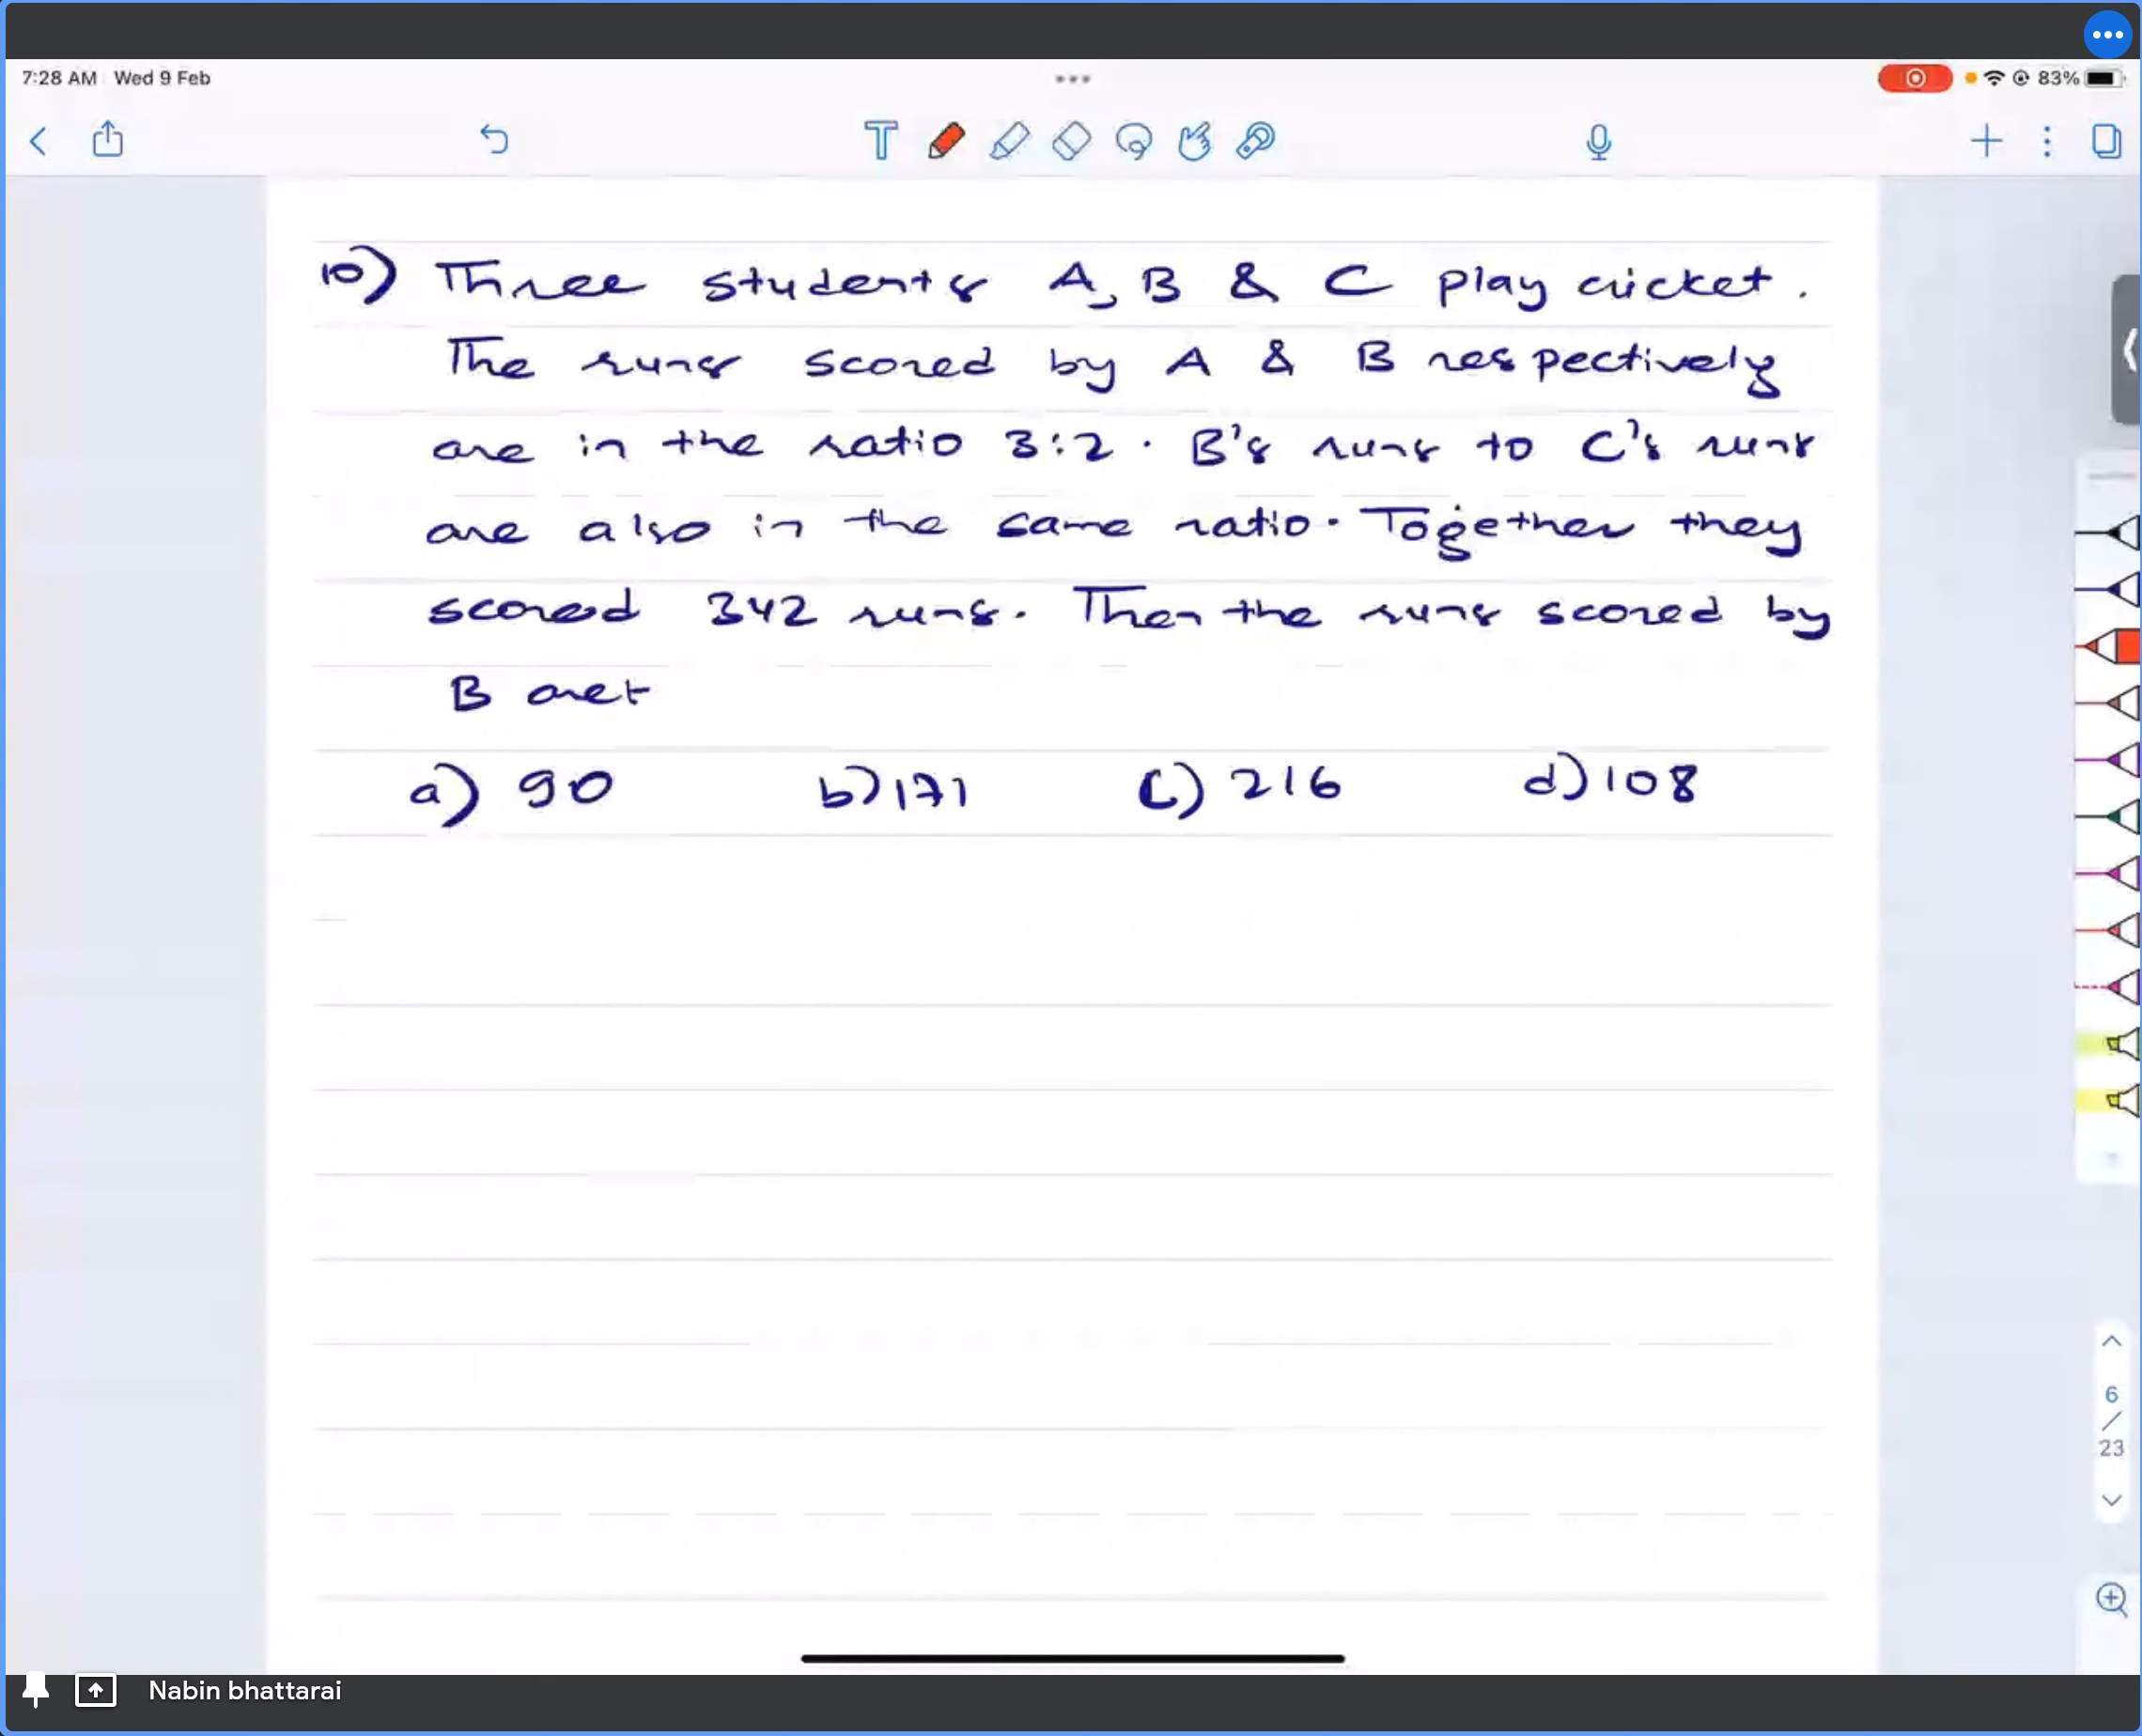 7:28 AM Wed 9 Feb
83%
10) Three students A, B & C play cricket.
The runs scored by A & B respectively
are in the ratio 3:2. B's runs to C's runs
are also in the same ratio. Together they
scored 342 runs. Then the runs scored by
B are
a) 90 b) 171 c) 216 d) 108
6
/
23
Nabin bhattarai